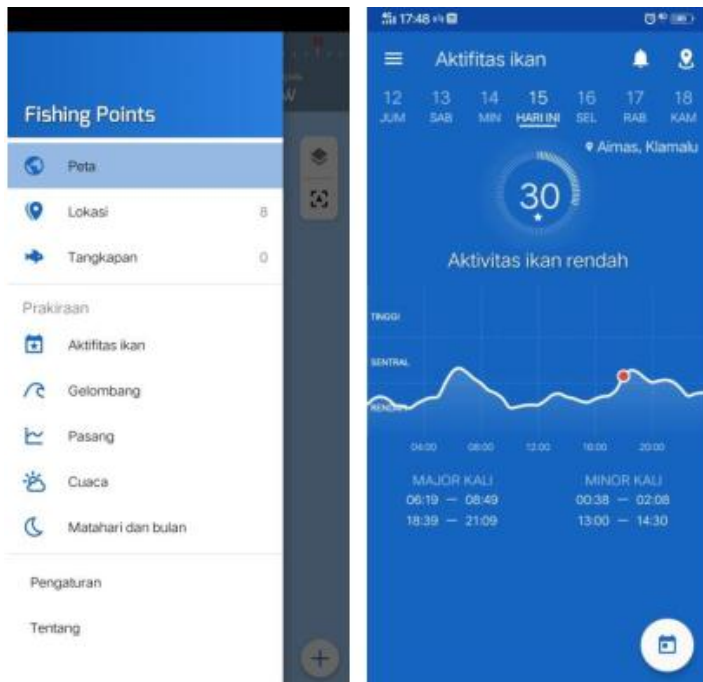 Fishing Points
Peta
Lokasi 8
Tangkapan 0
Prakiraan
Aktifitas ikan
Gelombang
Pasang
Cuaca
Matahari dan bulan
Pengaturan
Tentang
17:48
Aktifitas ikan
12 13 14 15 16 17 18
JUM SAB MIN HARI INI SEL RAB KAM
Aimas, Klamalu
30
Aktivitas ikan rendah
TINGGI
SENTRAL
RENDAH
04:00 08:00 12:00 16:00 20:00
MAJOR KALI MINOR KALI
06:19 — 08:49 00:38 — 02:08
18:39 — 21:09 13:00 — 14:30